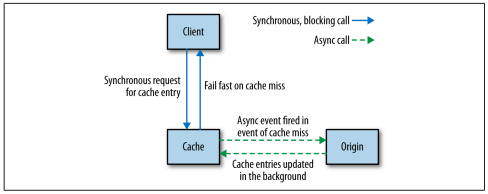 Client
Synchronous, blocking call
Async call
Synchronous request
for cache entry
Fail fast on cache miss
Async event fired in
event of cache miss
Cache
Origin
Cache entries updated
in the background